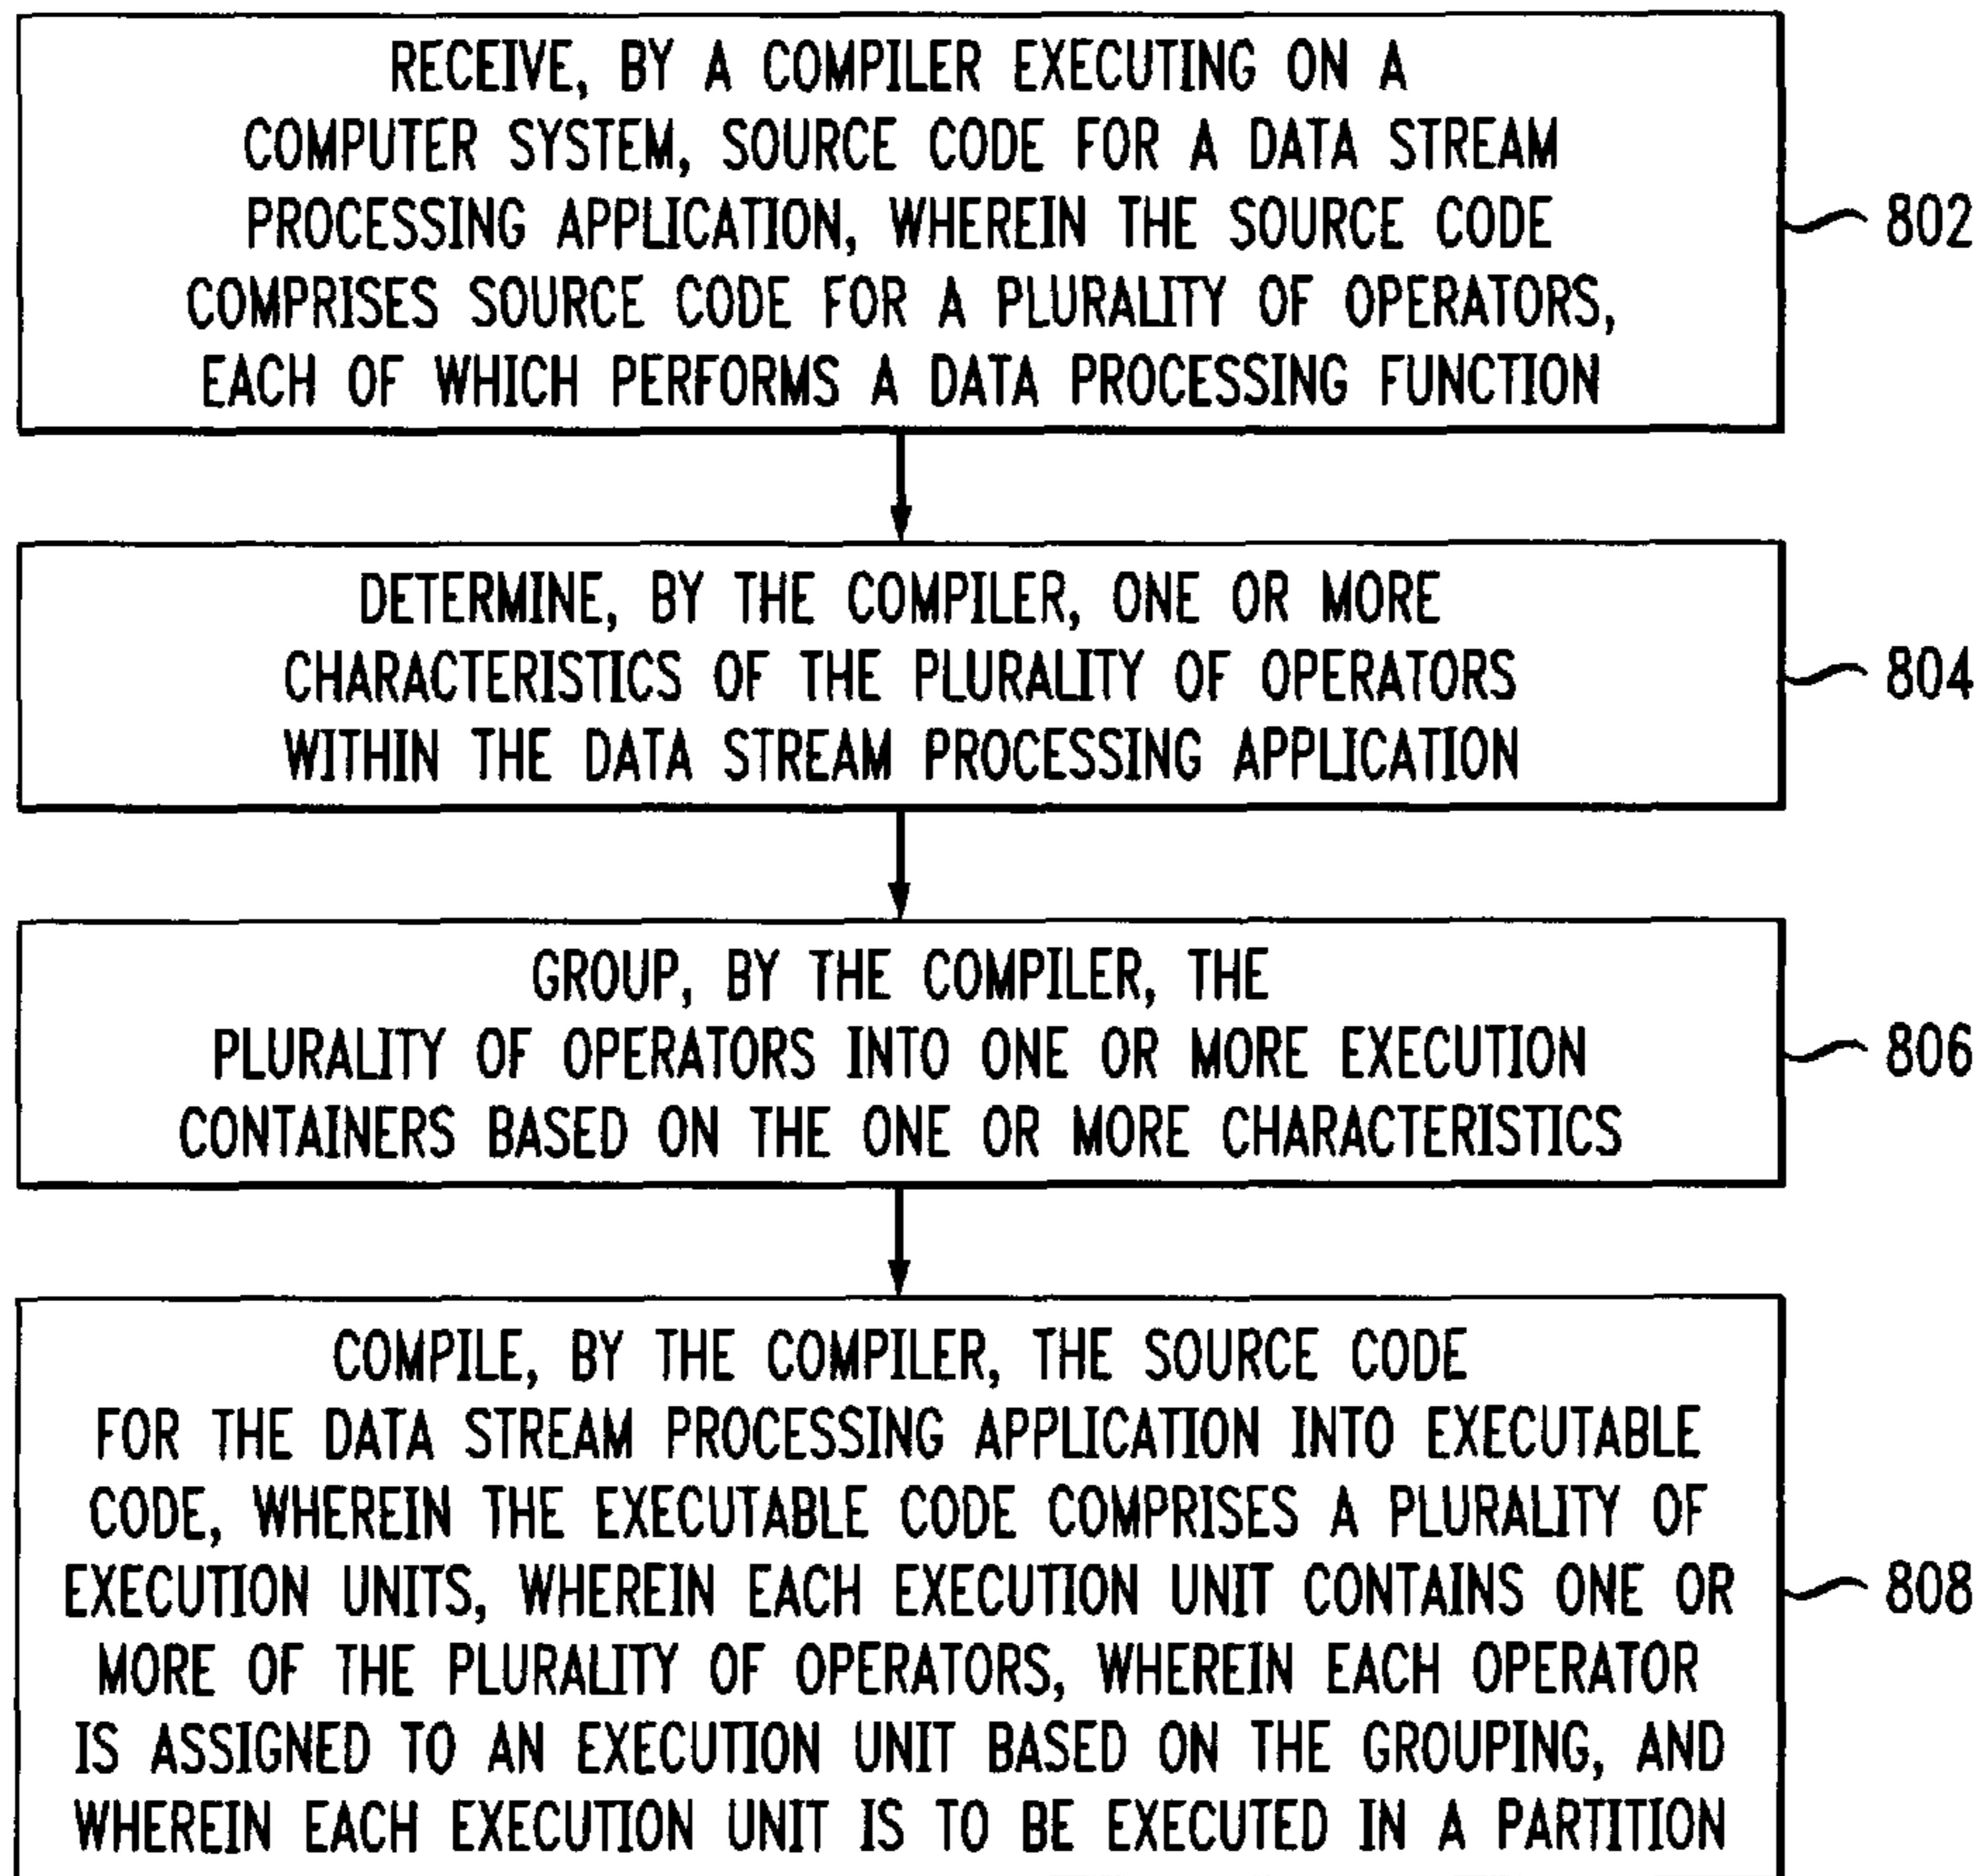 RECEIVE, BY A COMPILER EXECUTING ON A
COMPUTER SYSTEM, SOURCE CODE FOR A DATA STREAM
PROCESSING APPLICATION, WHEREIN THE SOURCE CODE
COMPRISES SOURCE CODE FOR A PLURALITY OF OPERATORS,
EACH OF WHICH PERFORMS A DATA PROCESSING FUNCTION
802
DETERMINE, BY THE COMPILER, ONE OR MORE
CHARACTERISTICS OF THE PLURALITY OF OPERATORS
WITHIN THE DATA STREAM PROCESSING APPLICATION
804
GROUP, BY THE COMPILER, THE
PLURALITY OF OPERATORS INTO ONE OR MORE EXECUTION
CONTAINERS BASED ON THE ONE OR MORE CHARACTERISTICS
806
COMPILE, BY THE COMPILER, THE SOURCE CODE
FOR THE DATA STREAM PROCESSING APPLICATION INTO EXECUTABLE
CODE, WHEREIN THE EXECUTABLE CODE COMPRISES A PLURALITY OF
EXECUTION UNITS, WHEREIN EACH EXECUTION UNIT CONTAINS ONE OR
MORE OF THE PLURALITY OF OPERATORS, WHEREIN EACH OPERATOR
IS ASSIGNED TO AN EXECUTION UNIT BASED ON THE GROUPING, AND
WHEREIN EACH EXECUTION UNIT IS TO BE EXECUTED IN A PARTITION
808